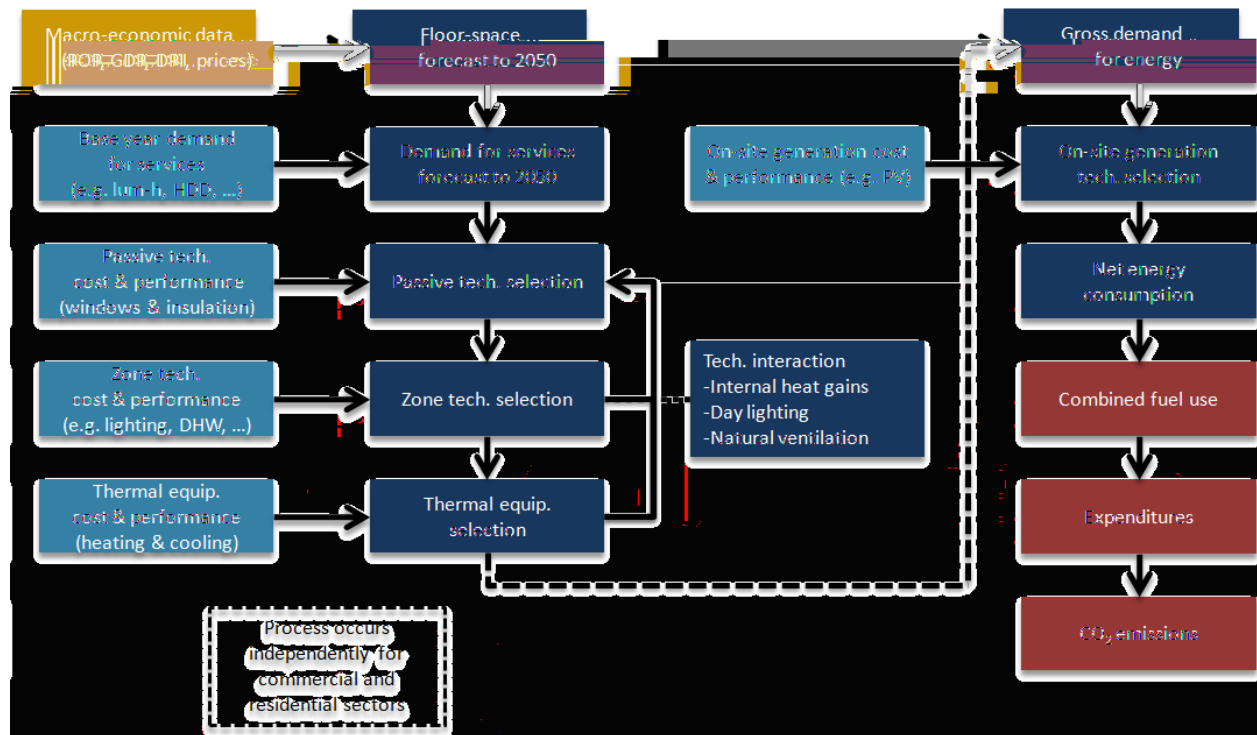 Macro-economic data
(POP, GDP, DPI, prices)
Floor-space
forecast to 2050
Gross demand
for energy
Base year demand
for services
(e.g. lum-h, HDD, ...)
Demand for services
forecast to 2050
On-site generation cost
& performance (e.g. PV)
On-site generation
tech. selection
Passive tech.
cost & performance
(windows & insulation)
Passive tech. selection
Net energy
consumption
Zone tech.
cost & performance
(e.g. lighting, DHW, ...)
Zone tech. selection
Tech. interaction
-Internal heat gains
-Day lighting
-Natural ventilation
Combined fuel use
Thermal equip.
cost & performance
(heating & cooling)
Thermal equip.
selection
Expenditures
Process occurs
independently for
commercial and
residential sectors
CO₂ emissions